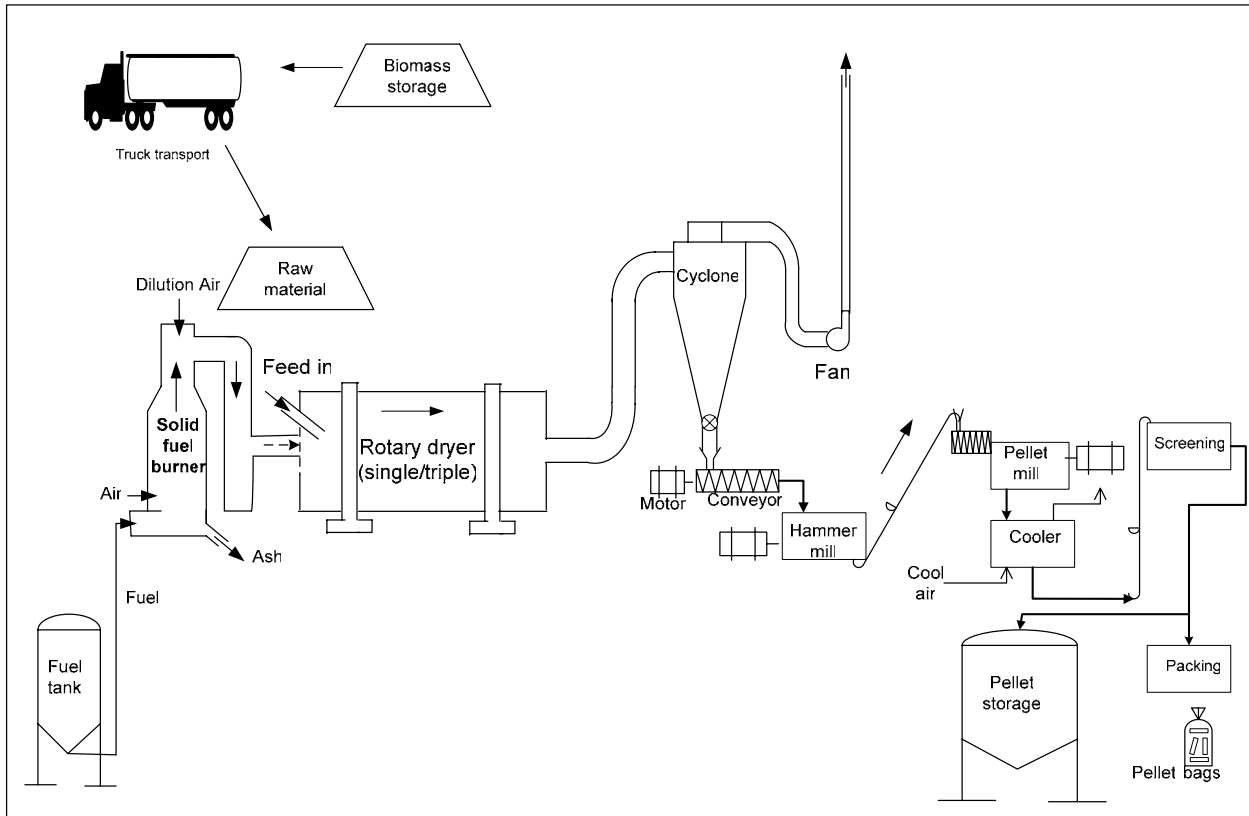 Biomass
storage
Truck transport
Raw
material
Dilution Air
Feed in
Cyclone
Fan
Solid
fuel
burner
Rotary dryer
(single/triple)
Air
Ash
Fuel
Fuel
tank
Motor
Conveyor
Hammer
mill
Pellet
mill
Screening
Cooler
Cool
air
Pellet
storage
Packing
Pellet bags